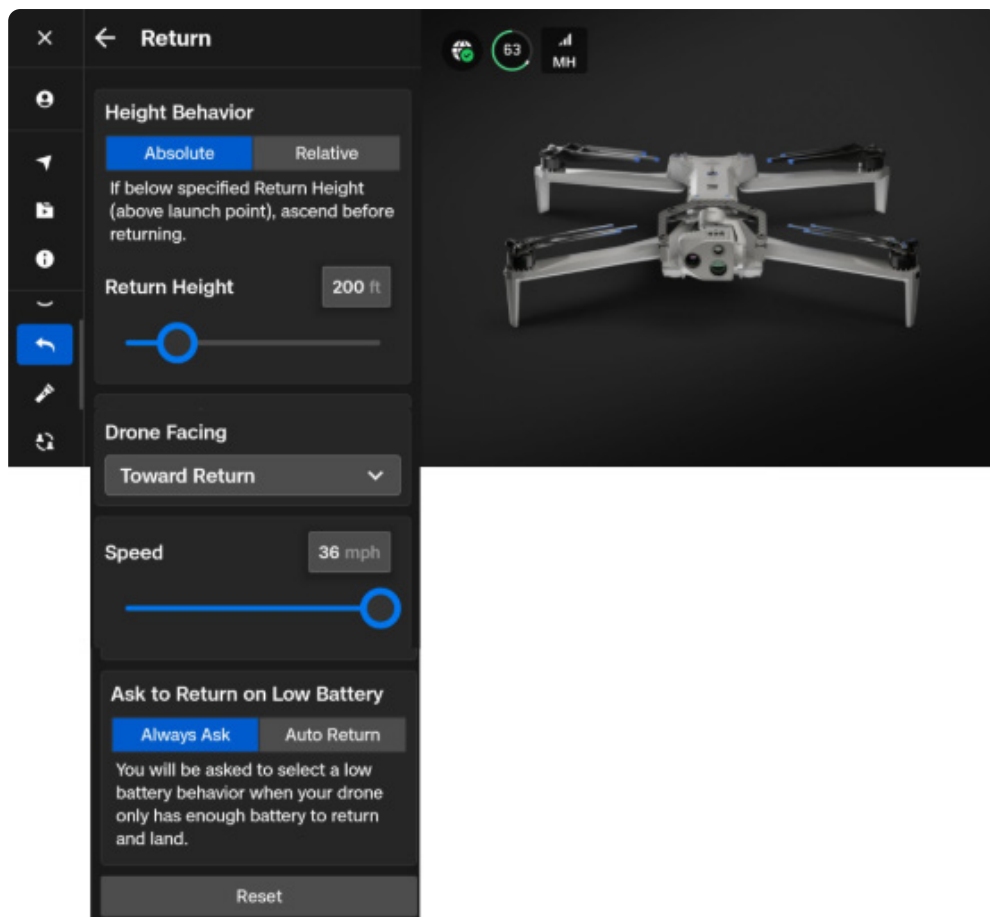 Return
63
MH
Height Behavior
Absolute
Relative
If below specified Return Height
(above launch point), ascend before
returning.
Return Height
200 ft
Drone Facing
Toward Return
Speed
36 mph
Ask to Return on Low Battery
Always Ask
Auto Return
You will be asked to select a low
battery behavior when your drone
only has enough battery to return
and land.
Reset